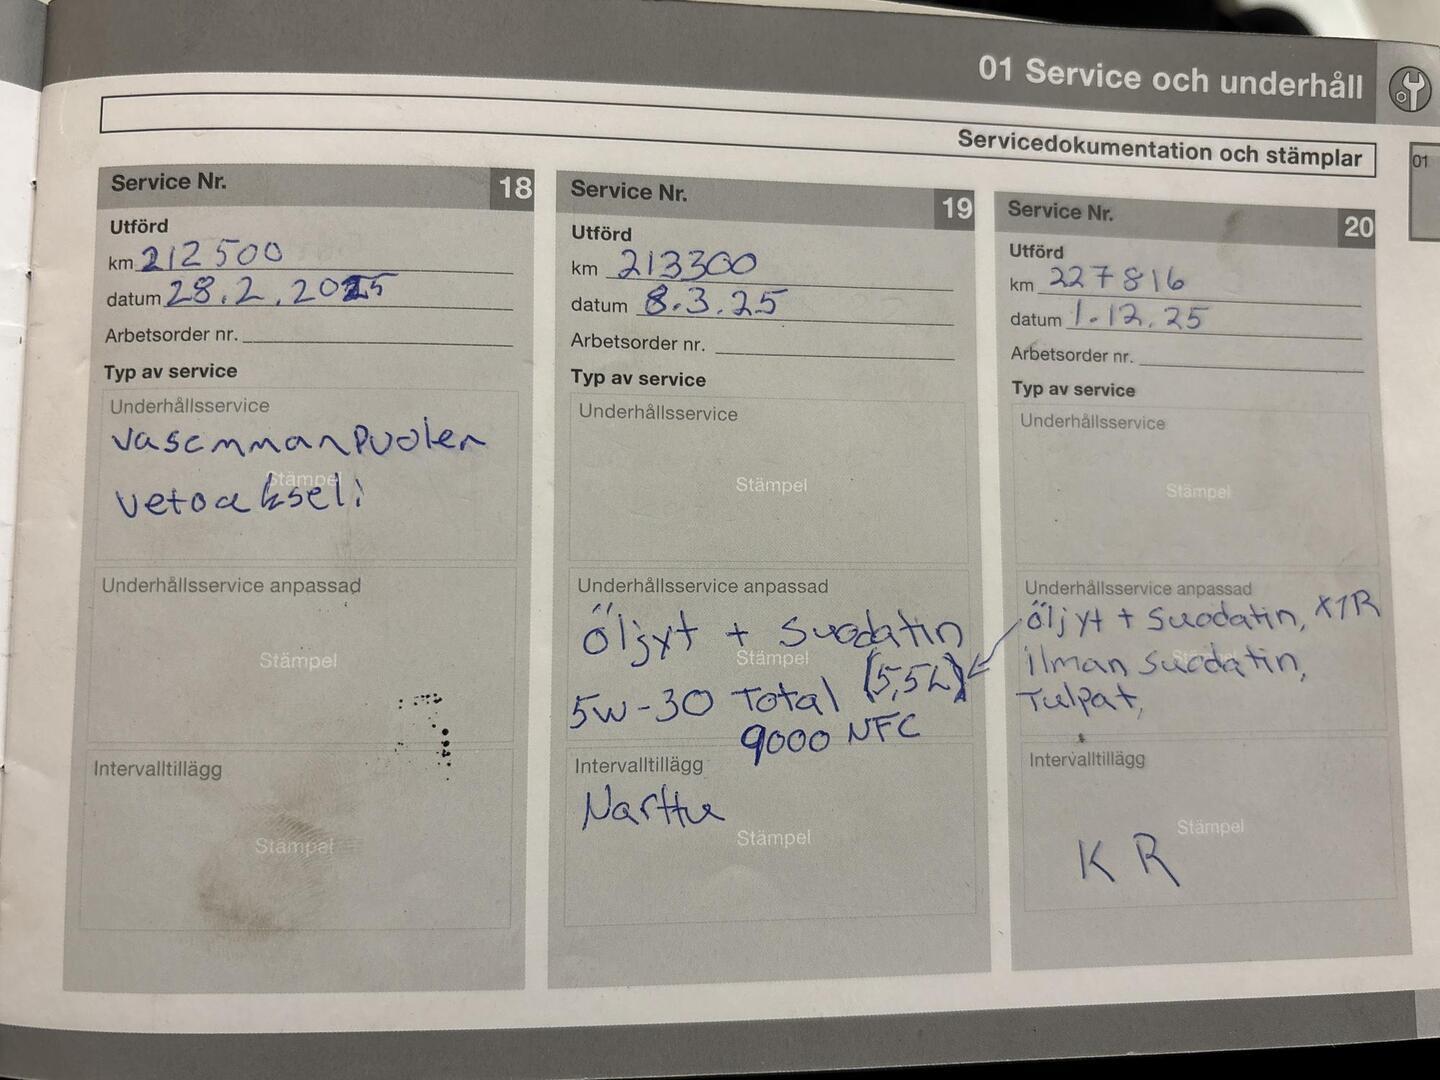 01 Service och underhåll
Servicedokumentation och stämplar
01
Service Nr. 18
Utförd
km 212 500
datum 28.2.2025
Arbetsorder nr.
Typ av service
Underhållsservice
vasemmanpuolen
Stämpel
vetoakseli
Underhållsservice anpassad
Stämpel
Intervalltillägg
Stämpel
Service Nr. 19
Utförd
km 213300
datum 8.3.25
Arbetsorder nr.
Typ av service
Underhållsservice
Stämpel
Underhållsservice anpassad
Öljyt + suodatin
Stämpel
5w-30 Total (5,5L)
9000 NFC
Intervalltillägg
Narttu
Stämpel
Service Nr. 20
Utförd
km 227816
datum 1.12.25
Arbetsorder nr.
Typ av service
Underhållsservice
Stämpel
Underhållsservice anpassad
öljyt + suodatin, X1R
ilman suodatin,
Tulpat,
Intervalltillägg
Stämpel
K R